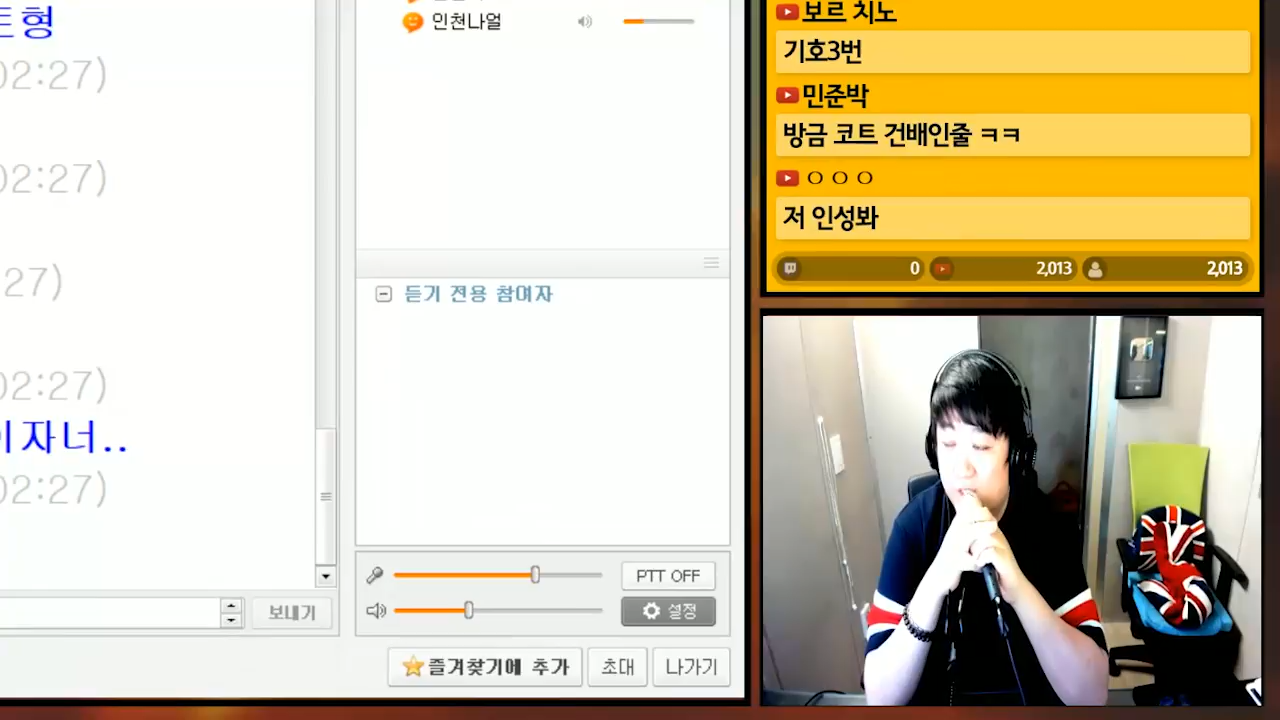 트형
02:27)
02:27)
27)
02:27)
이자너..
02:27)
보내기
인천나얼
듣기 전용 참여자
PTT OFF
설정
즐겨찾기에 추가
초대
나가기
보르 치노
기호3번
민준박
방금 코트 건배인줄 ㅋㅋ
ㅇㅇㅇ
저 인성봐
0
2,013
2,013